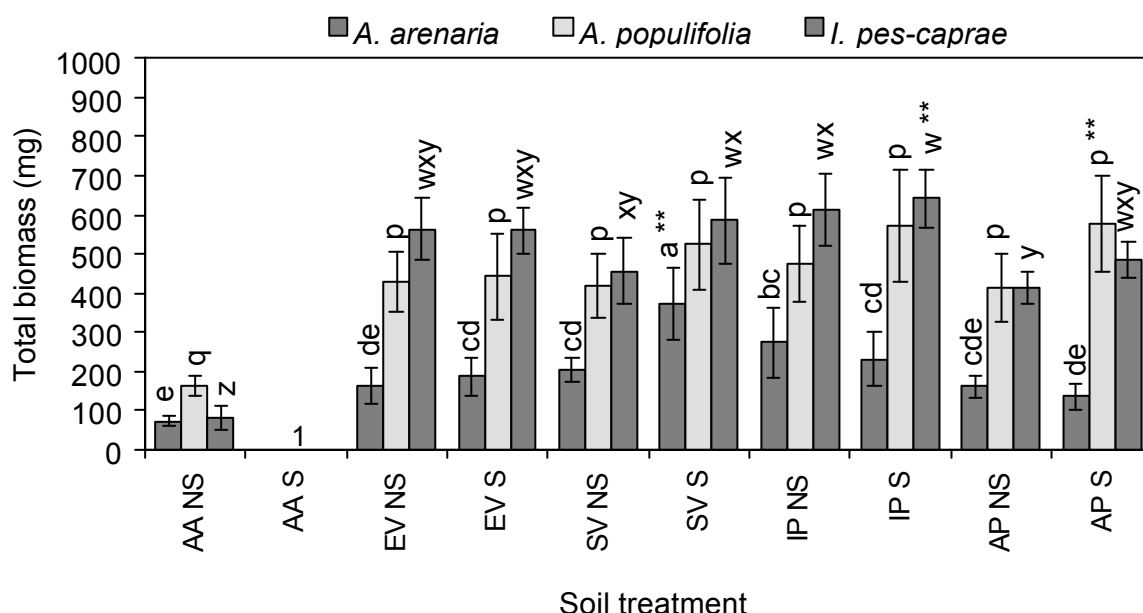 A. arenaria A. populifolia I. pes-caprae
Total biomass (mg)
1000
900
800
700
600
500
400
300
200
100
0
e q z
1
de p wxy
cd p wxy
cd p xy
a ** p wx
bc p wx
cd p w **
cde p y
de p ** wxy
AA NS
AA S
EV NS
EV S
SV NS
SV S
IP NS
IP S
AP NS
AP S
Soil treatment